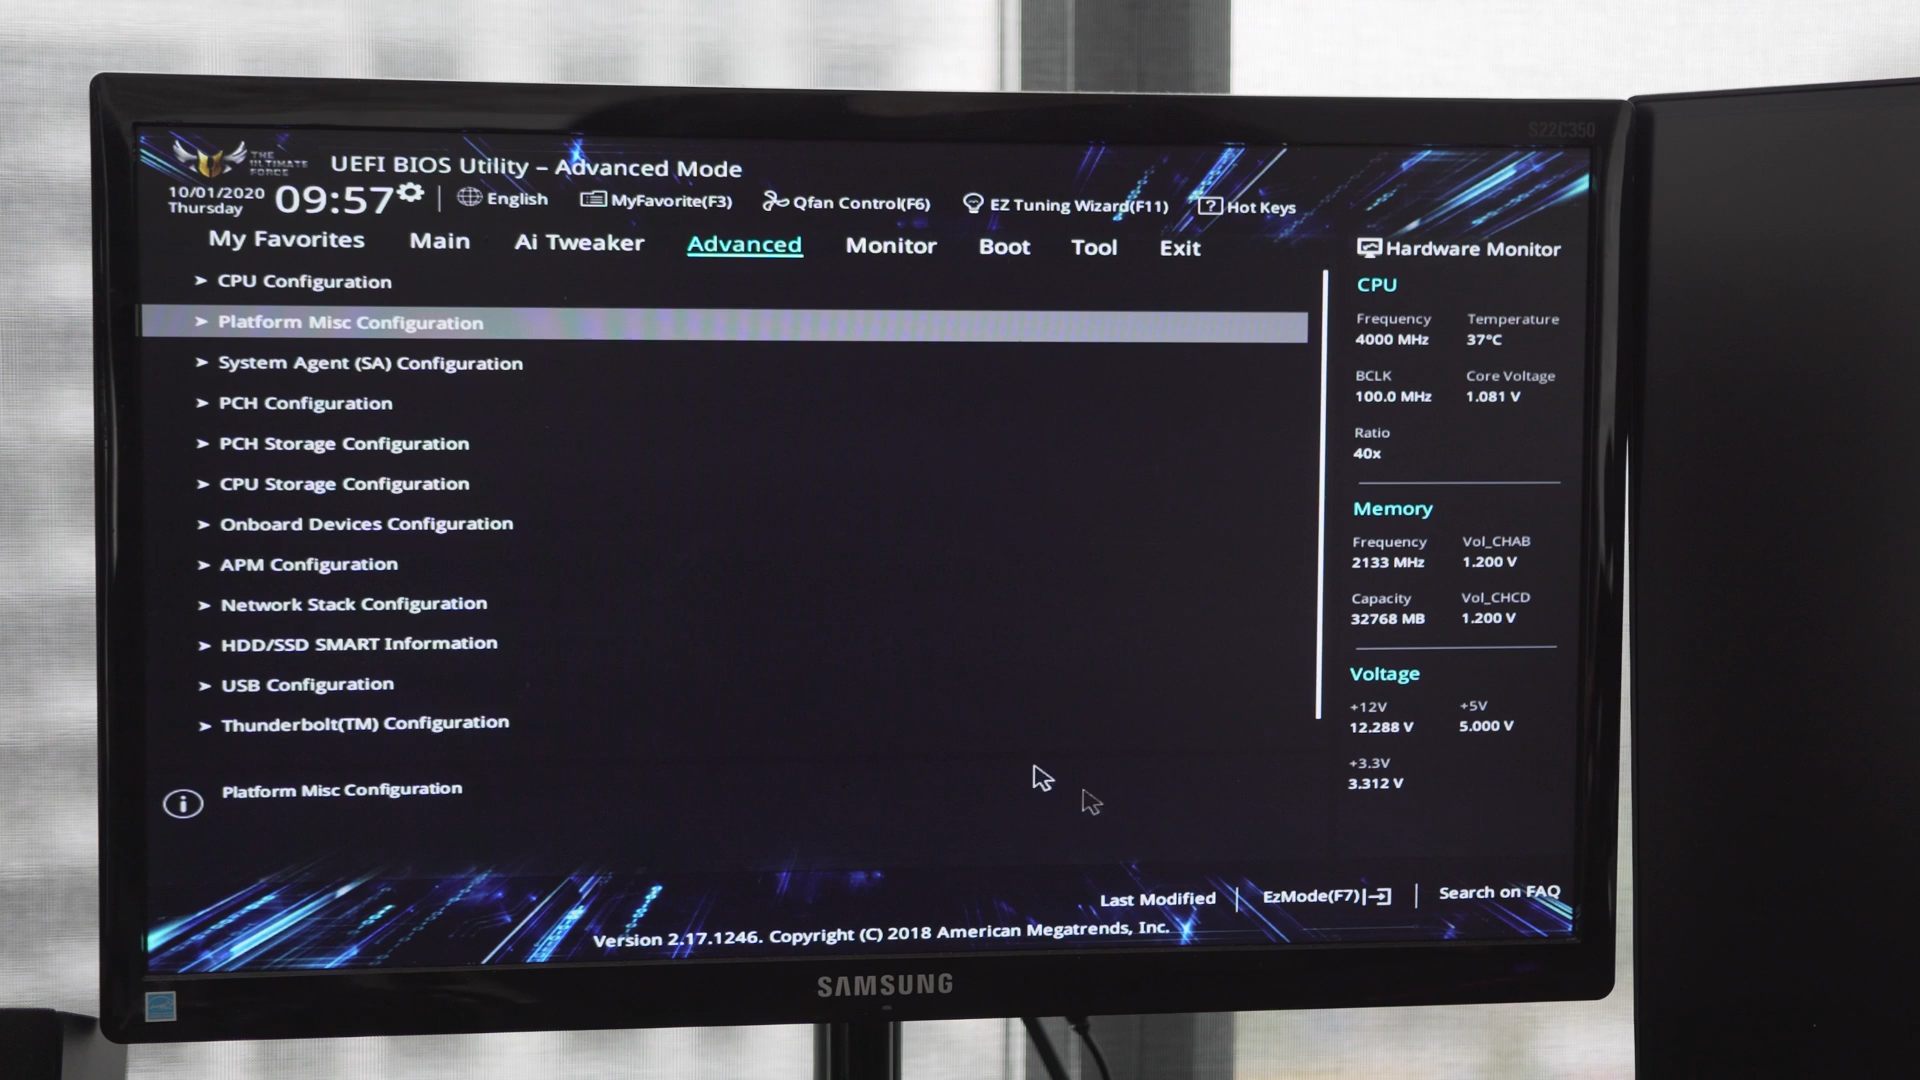 S22C350
THE ULTIMATE FORCE
UEFI BIOS Utility – Advanced Mode
10/01/2020
Thursday
09:57
English
MyFavorite(F3)
Qfan Control(F6)
EZ Tuning Wizard(F11)
? Hot Keys
My Favorites Main Ai Tweaker Advanced Monitor Boot Tool Exit
> CPU Configuration
> Platform Misc Configuration
> System Agent (SA) Configuration
> PCH Configuration
> PCH Storage Configuration
> CPU Storage Configuration
> Onboard Devices Configuration
> APM Configuration
> Network Stack Configuration
> HDD/SSD SMART Information
> USB Configuration
> Thunderbolt(TM) Configuration
i Platform Misc Configuration
Hardware Monitor
CPU
Frequency Temperature
4000 MHz 37°C
BCLK Core Voltage
100.0 MHz 1.081 V
Ratio
40x
Memory
Frequency Vol_CHAB
2133 MHz 1.200 V
Capacity Vol_CHCD
32768 MB 1.200 V
Voltage
+12V +5V
12.288 V 5.000 V
+3.3V
3.312 V
Last Modified | EzMode(F7) | Search on FAQ
Version 2.17.1246. Copyright (C) 2018 American Megatrends, Inc.
SAMSUNG